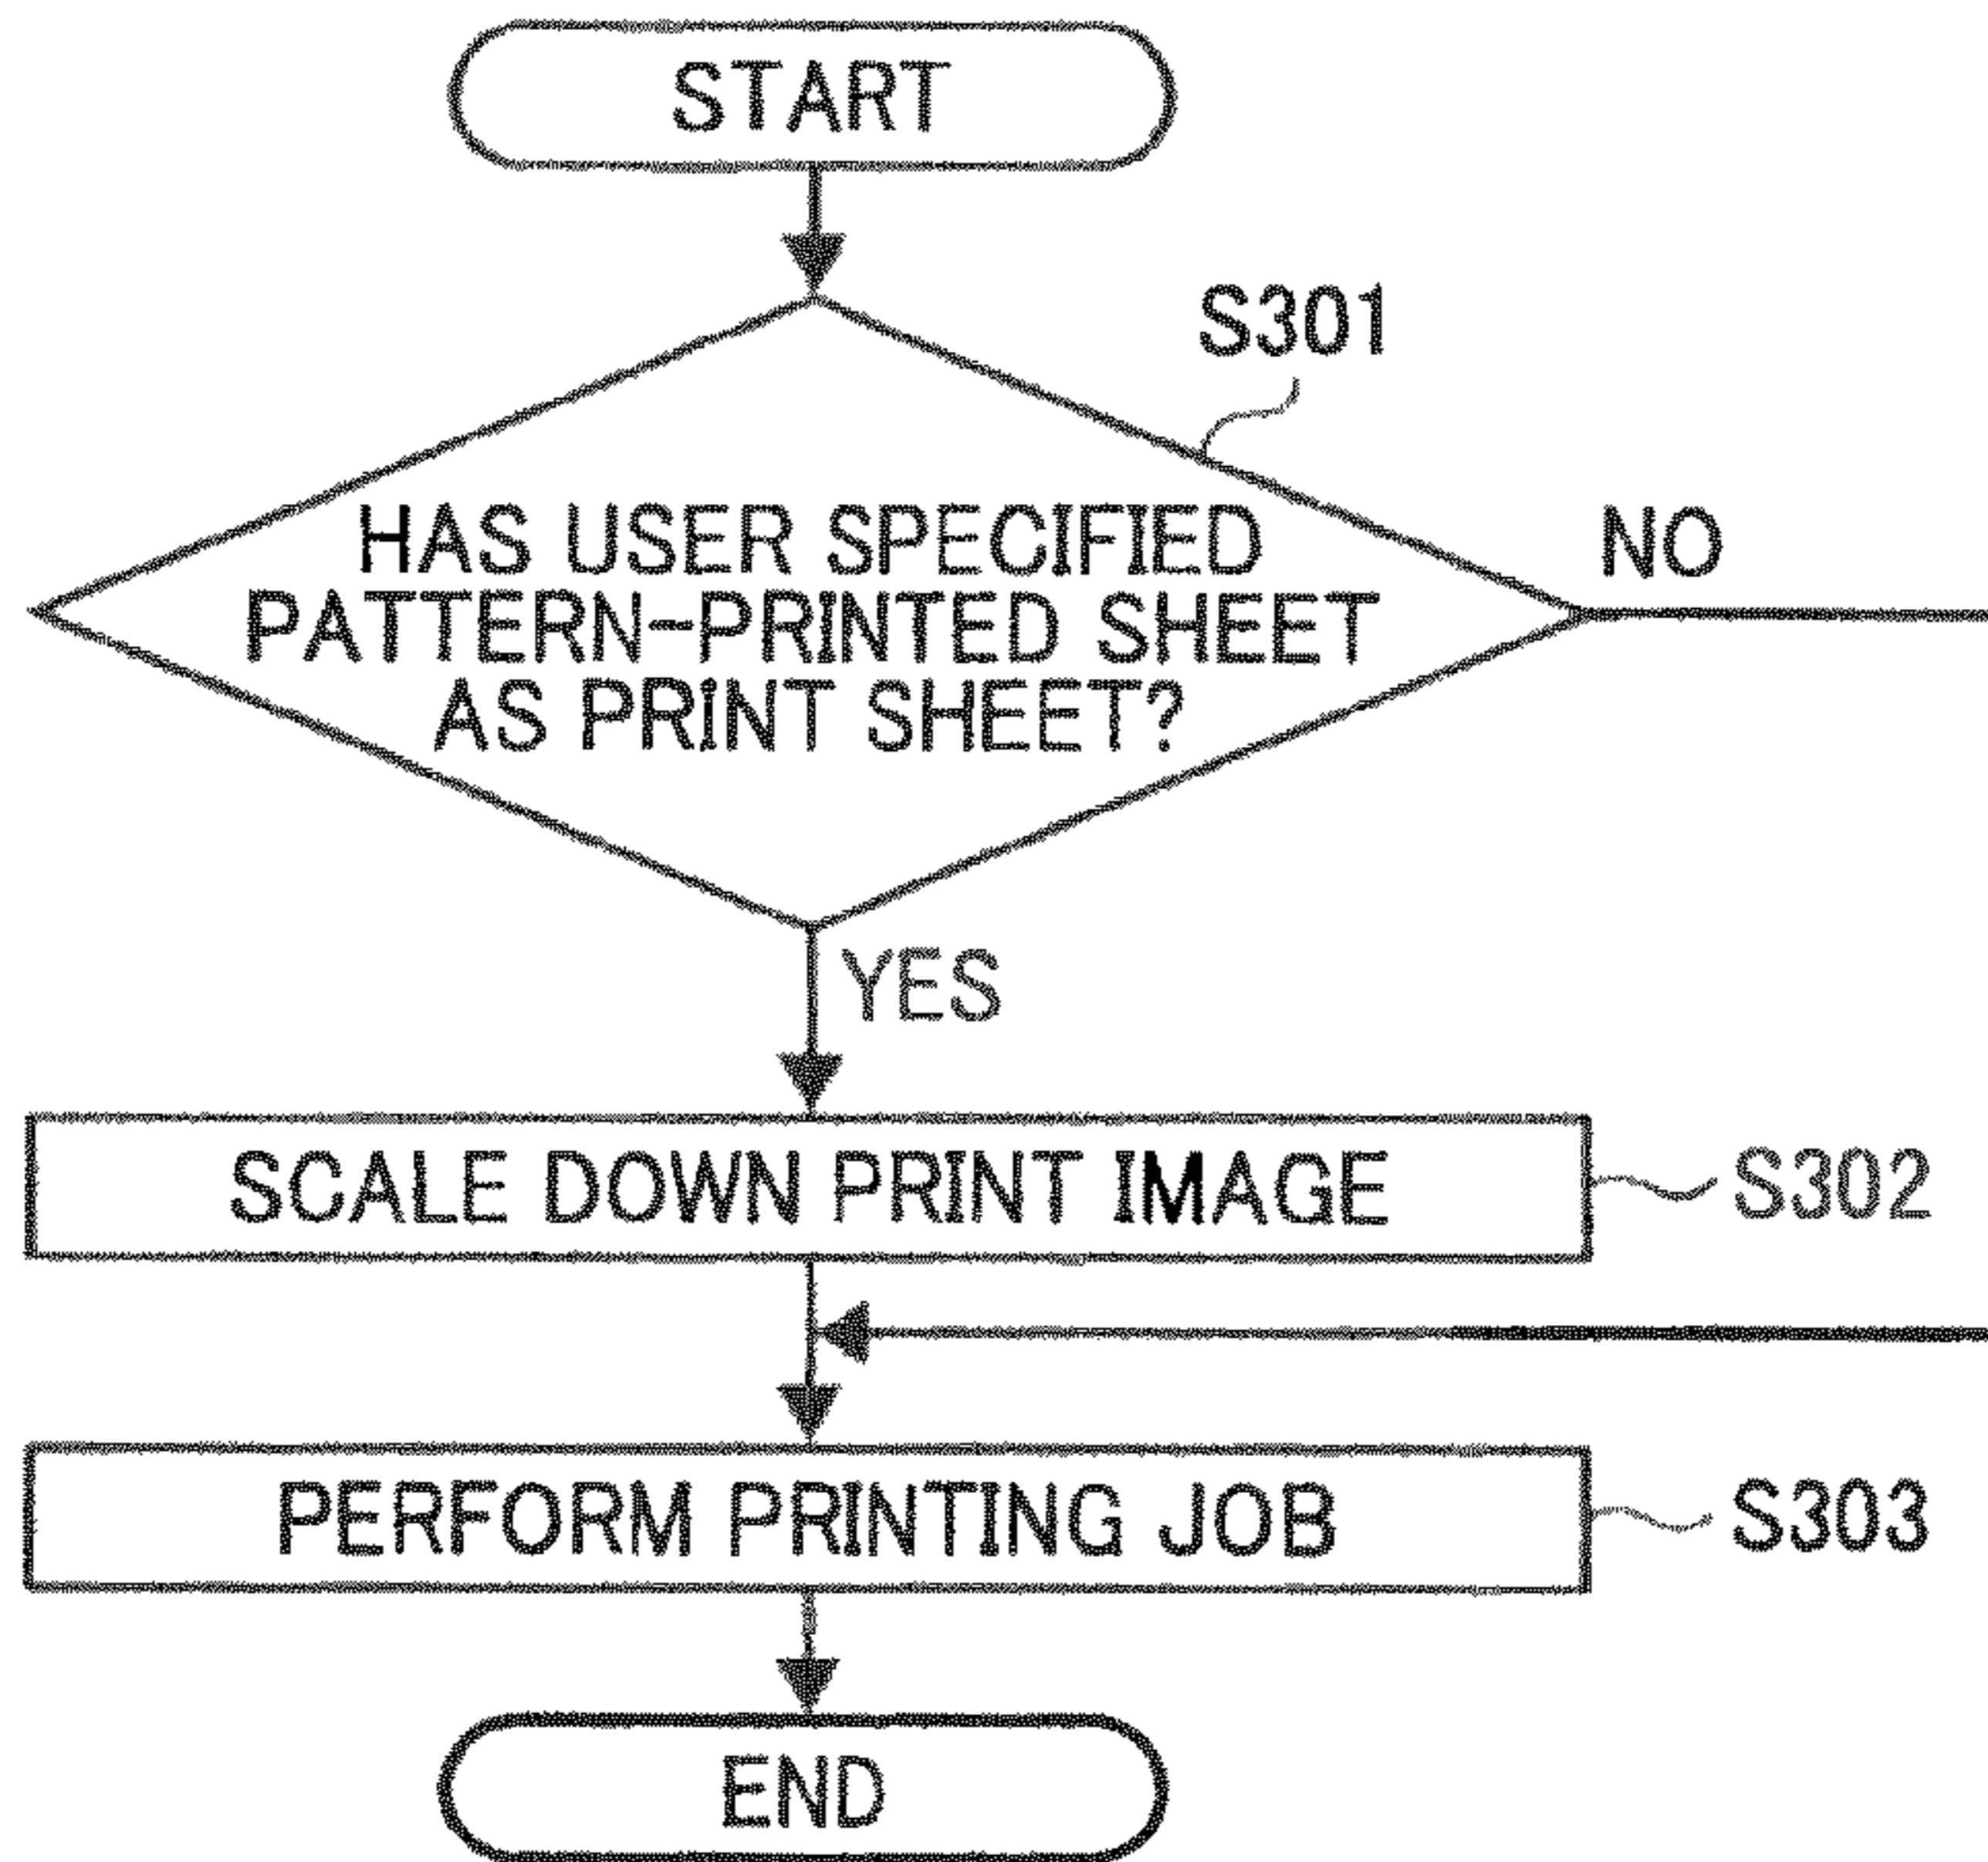 START
S301
HAS USER SPECIFIED
PATTERN-PRINTED SHEET
AS PRINT SHEET?
NO
YES
SCALE DOWN PRINT IMAGE
S302
PERFORM PRINTING JOB
S303
END